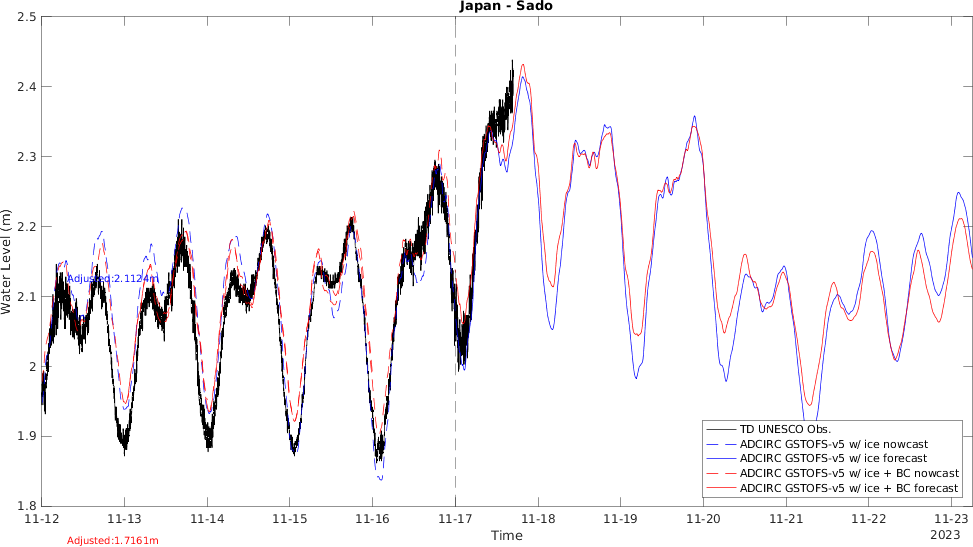 Japan - Sado
2.5
2.4
2.3
2.2
2.1
2
1.9
1.8
Water Level (m)
Adjusted:2.1124m
TD UNESCO Obs.
ADCIRC GSTOFS-v5 w/ ice nowcast
ADCIRC GSTOFS-v5 w/ ice forecast
ADCIRC GSTOFS-v5 w/ ice + BC nowcast
ADCIRC GSTOFS-v5 w/ ice + BC forecast
11-12 11-13 11-14 11-15 11-16 11-17 11-18 11-19 11-20 11-21 11-22 11-23
Time
2023
Adjusted:1.7161m